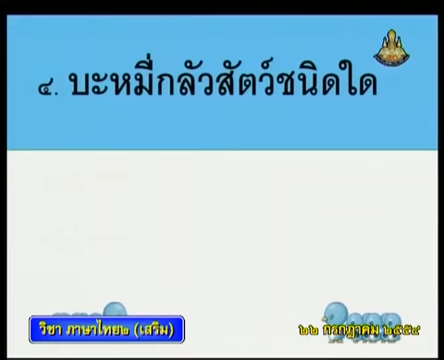 ๔. บะหมี่กลัวสัตว์ชนิดใด
วิชา ภาษาไทย๒ (เสริม)
๒๒ กรกฎาคม ๒๕๕๔